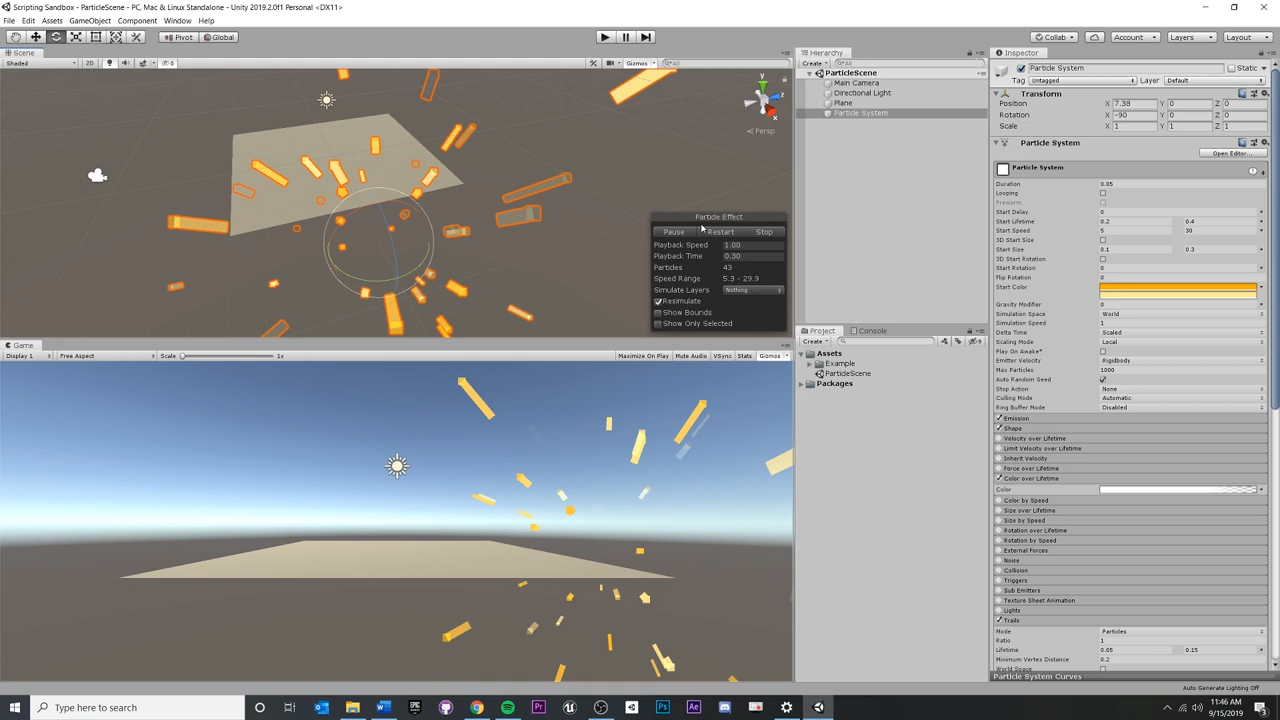 Scripting Sandbox - ParticleScene - PC, Mac & Linux Standalone - Unity 2019.2.0f1 Personal <DX11>
File Edit Assets GameObject Component Window Help
Pivot Global Collab Account Layers Layout
Scene
Shaded 2D 0 Gizmos All
y z x
Persp
Particle Effect
Pause Restart Stop
Playback Speed 1.00
Playback Time 0.30
Particles 43
Speed Range 5.3 - 29.9
Simulate Layers Nothing
Resimulate
Show Bounds
Show Only Selected
Game
Display 1 Free Aspect Scale 1x Maximize On Play Mute Audio VSync Stats Gizmos
Hierarchy
Create All
ParticleScene
Main Camera
Directional Light
Plane
Particle System
Project Console
Create 9
Assets
Example
ParticleScene
Packages
Inspector
Particle System Static
Tag Untagged Layer Default
Transform
Position X 7.38 Y 0 Z 0
Rotation X -90 Y 0 Z 0
Scale X 1 Y 1 Z 1
Particle System
Open Editor...
Particle System
Duration 0.05
Looping
Prewarm
Start Delay 0
Start Lifetime 0.2 0.4
Start Speed 5 30
3D Start Size
Start Size 0.1 0.3
3D Start Rotation
Start Rotation 0
Flip Rotation 0
Start Color
Gravity Modifier 0
Simulation Space World
Simulation Speed 1
Delta Time Scaled
Scaling Mode Local
Play On Awake*
Emitter Velocity Rigidbody
Max Particles 1000
Auto Random Seed
Stop Action None
Culling Mode Automatic
Ring Buffer Mode Disabled
Emission
Shape
Velocity over Lifetime
Limit Velocity over Lifetime
Inherit Velocity
Force over Lifetime
Color over Lifetime
Color
Color by Speed
Size over Lifetime
Size by Speed
Rotation over Lifetime
Rotation by Speed
External Forces
Noise
Collision
Triggers
Sub Emitters
Texture Sheet Animation
Lights
Trails
Mode Particles
Ratio 1
Lifetime 0.05 0.15
Minimum Vertex Distance 0.2
World Space
Particle System Curves
Auto Generate Lighting Off
Type here to search
11:46 AM
9/15/2019
3